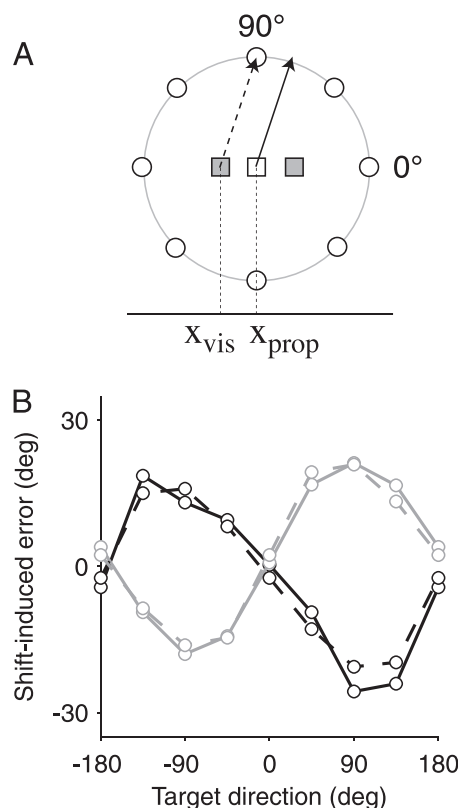 A
90°
0°
x_vis x_prop
B
Shift-induced error (deg)
30
0
-30
-180 -90 0 90 180
Target direction (deg)